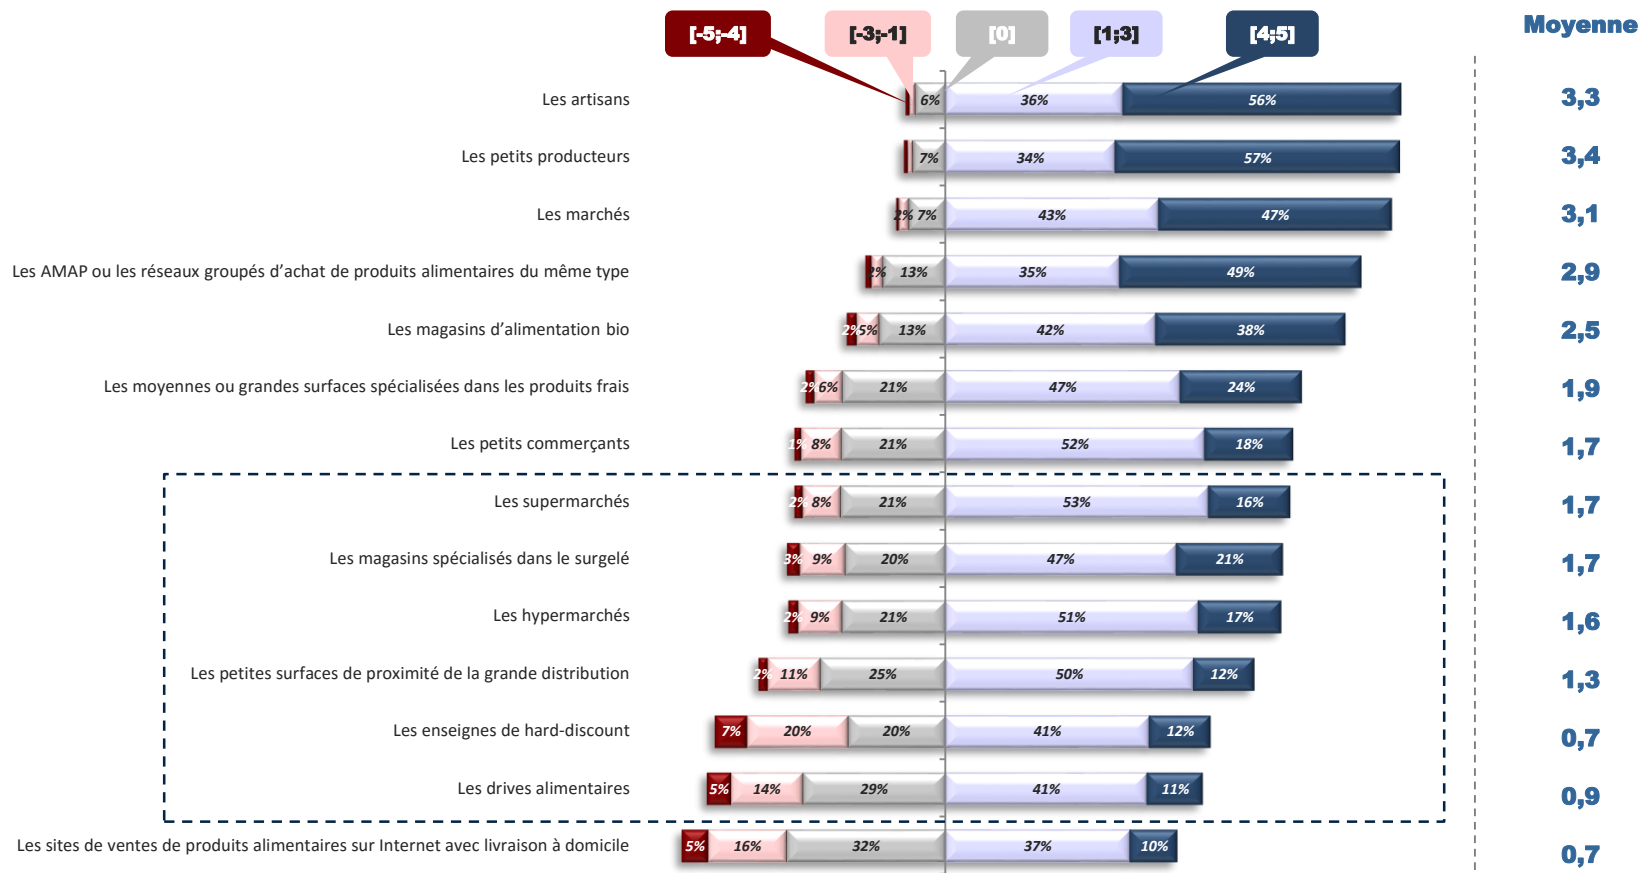 [-5;-4] [-3;-1] [0] [1;3] [4;5] Moyenne
Les artisans 6% 36% 56% 3,3
Les petits producteurs 7% 34% 57% 3,4
Les marchés 2% 7% 43% 47% 3,1
Les AMAP ou les réseaux groupés d’achat de produits alimentaires du même type 2% 13% 35% 49% 2,9
Les magasins d’alimentation bio 2% 5% 13% 42% 38% 2,5
Les moyennes ou grandes surfaces spécialisées dans les produits frais 2% 6% 21% 47% 24% 1,9
Les petits commerçants 1% 8% 21% 52% 18% 1,7
Les supermarchés 2% 8% 21% 53% 16% 1,7
Les magasins spécialisés dans le surgelé 3% 9% 20% 47% 21% 1,7
Les hypermarchés 2% 9% 21% 51% 17% 1,6
Les petites surfaces de proximité de la grande distribution 2% 11% 25% 50% 12% 1,3
Les enseignes de hard-discount 7% 20% 20% 41% 12% 0,7
Les drives alimentaires 5% 14% 29% 41% 11% 0,9
Les sites de ventes de produits alimentaires sur Internet avec livraison à domicile 5% 16% 32% 37% 10% 0,7